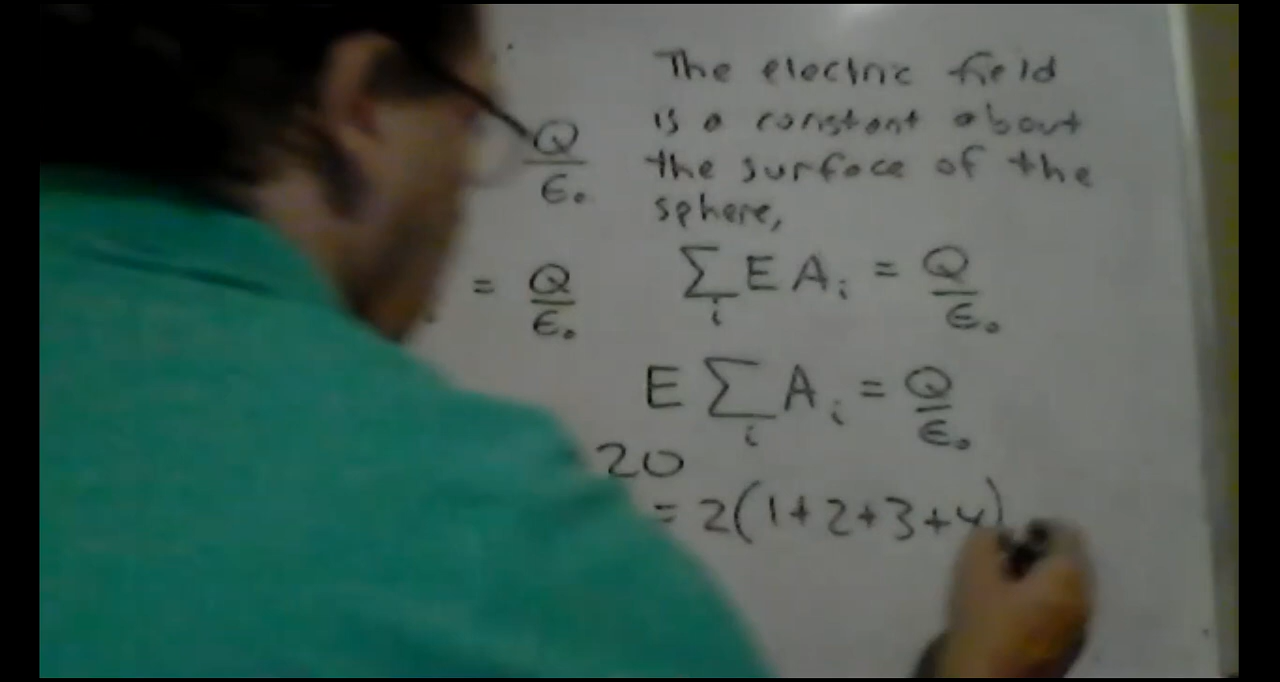 The electric field
is a constant about
the surface of the
sphere,
Q/ε₀
= Q/ε₀
∑ᵢ E Aᵢ = Q/ε₀
E ∑ᵢ Aᵢ = Q/ε₀
20
= 2(1+2+3+4)